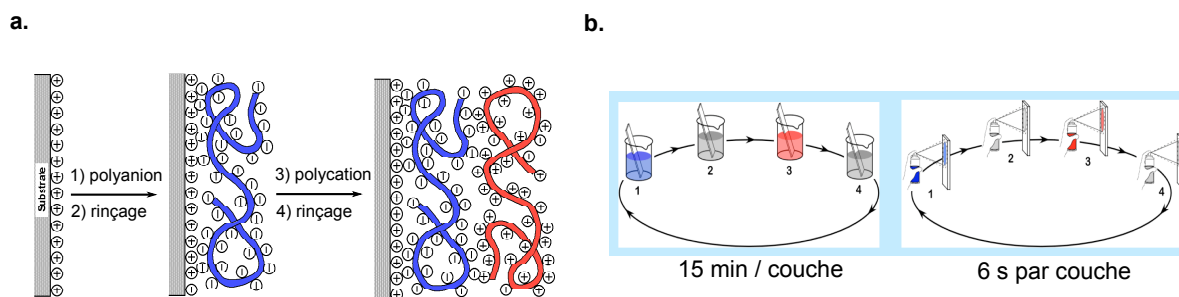 a.
Substrate
1) polyanion
2) rinçage
3) polycation
4) rinçage
b.
1
2
3
4
15 min / couche
1
2
3
4
6 s par couche